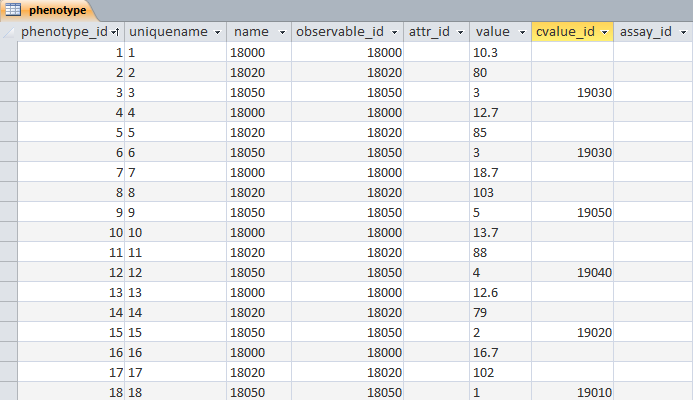 phenotype
phenotype_id uniquename name observable_id attr_id value cvalue_id assay_id
1 1 18000 18000 10.3
2 2 18020 18020 80
3 3 18050 18050 3 19030
4 4 18000 18000 12.7
5 5 18020 18020 85
6 6 18050 18050 3 19030
7 7 18000 18000 18.7
8 8 18020 18020 103
9 9 18050 18050 5 19050
10 10 18000 18000 13.7
11 11 18020 18020 88
12 12 18050 18050 4 19040
13 13 18000 18000 12.6
14 14 18020 18020 79
15 15 18050 18050 2 19020
16 16 18000 18000 16.7
17 17 18020 18020 102
18 18 18050 18050 1 19010